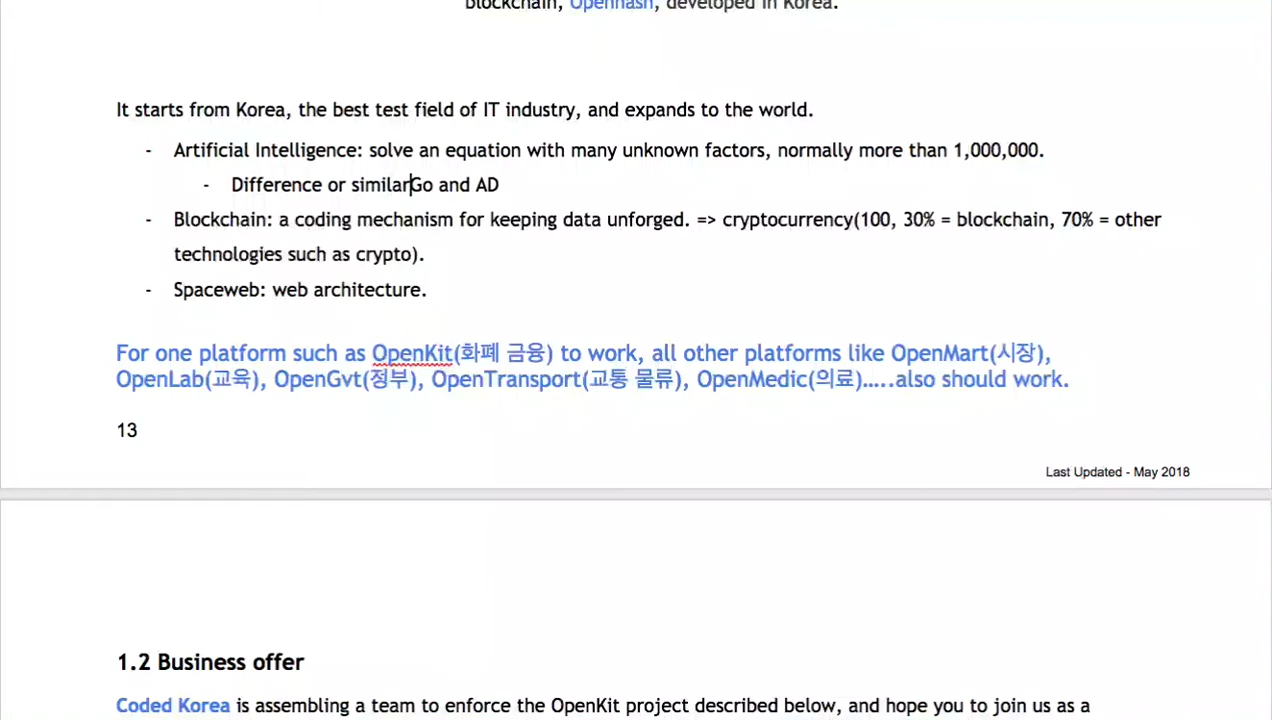 blockchain, Openhash, developed in Korea.
It starts from Korea, the best test field of IT industry, and expands to the world.
- Artificial Intelligence: solve an equation with many unknown factors, normally more than 1,000,000.
- Difference or similarGo and AD
- Blockchain: a coding mechanism for keeping data unforged. => cryptocurrency(100, 30% = blockchain, 70% = other
technologies such as crypto).
- Spaceweb: web architecture.
For one platform such as OpenKit(화폐 금융) to work, all other platforms like OpenMart(시장),
OpenLab(교육), OpenGvt(정부), OpenTransport(교통 물류), OpenMedic(의료).....also should work.
13
Last Updated - May 2018
1.2 Business offer
Coded Korea is assembling a team to enforce the OpenKit project described below, and hope you to join us as a